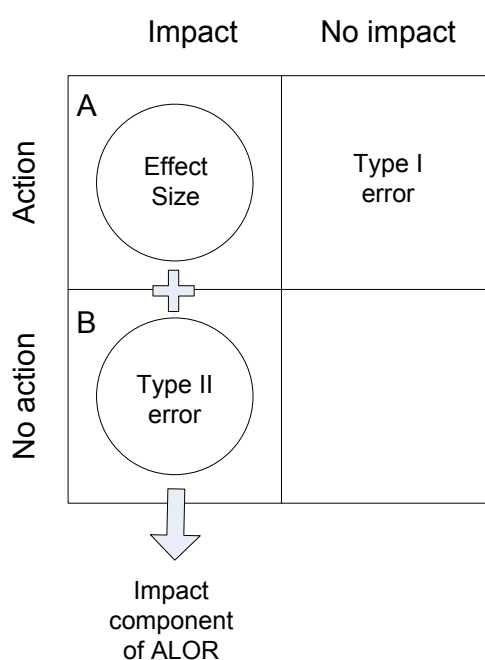 Impact
No impact
Action
A
Effect
Size
Type I
error
No action
B
Type II
error
Impact
component
of ALOR